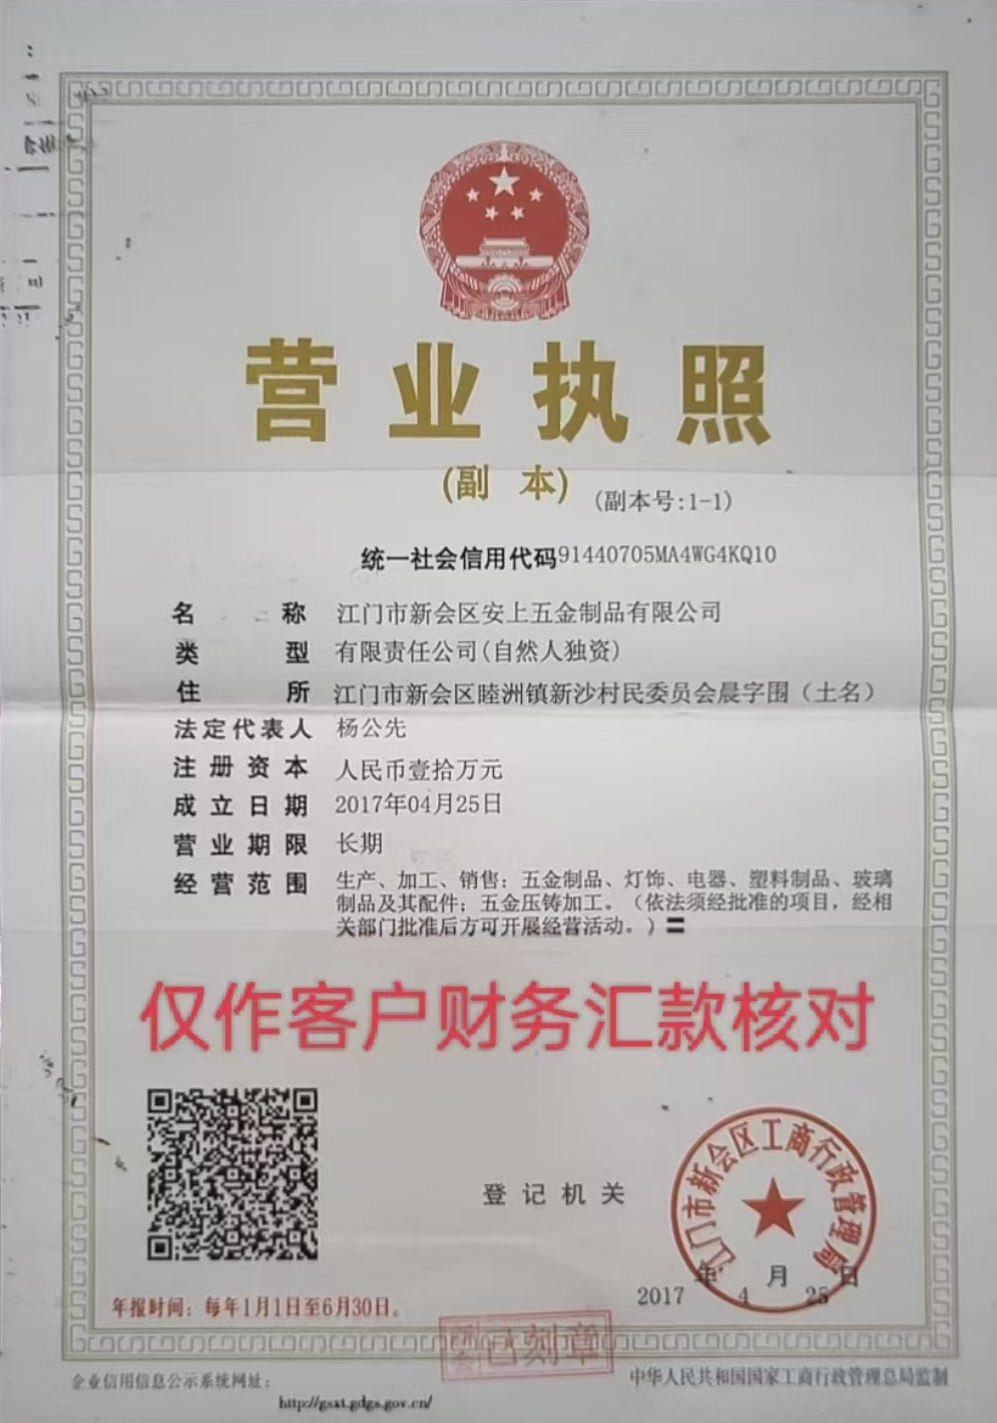 营业执照
(副 本) (副本号:1-1)
统一社会信用代码91440705MA4WG4KQ10
名 称 江门市新会区安上五金制品有限公司
类 型 有限责任公司(自然人独资)
住 所 江门市新会区睦洲镇新沙村民委员会晨字围（土名）
法定代表人 杨公先
注册资本 人民币壹拾万元
成立日期 2017年04月25日
营业期限 长期
经营范围 生产、加工、销售：五金制品、灯饰、电器、塑料制品、玻璃
制品及其配件；五金压铸加工。（依法须经批准的项目，经相
关部门批准后方可开展经营活动。）〓
仅作客户财务汇款核对
江门市新会区工商行政管理局
登记机关
2017年4月25日
年报时间：每年1月1日至6月30日。
已刻章
企业信用信息公示系统网址：
http://gsxt.gdgs.gov.cn/
中华人民共和国国家工商行政管理总局监制